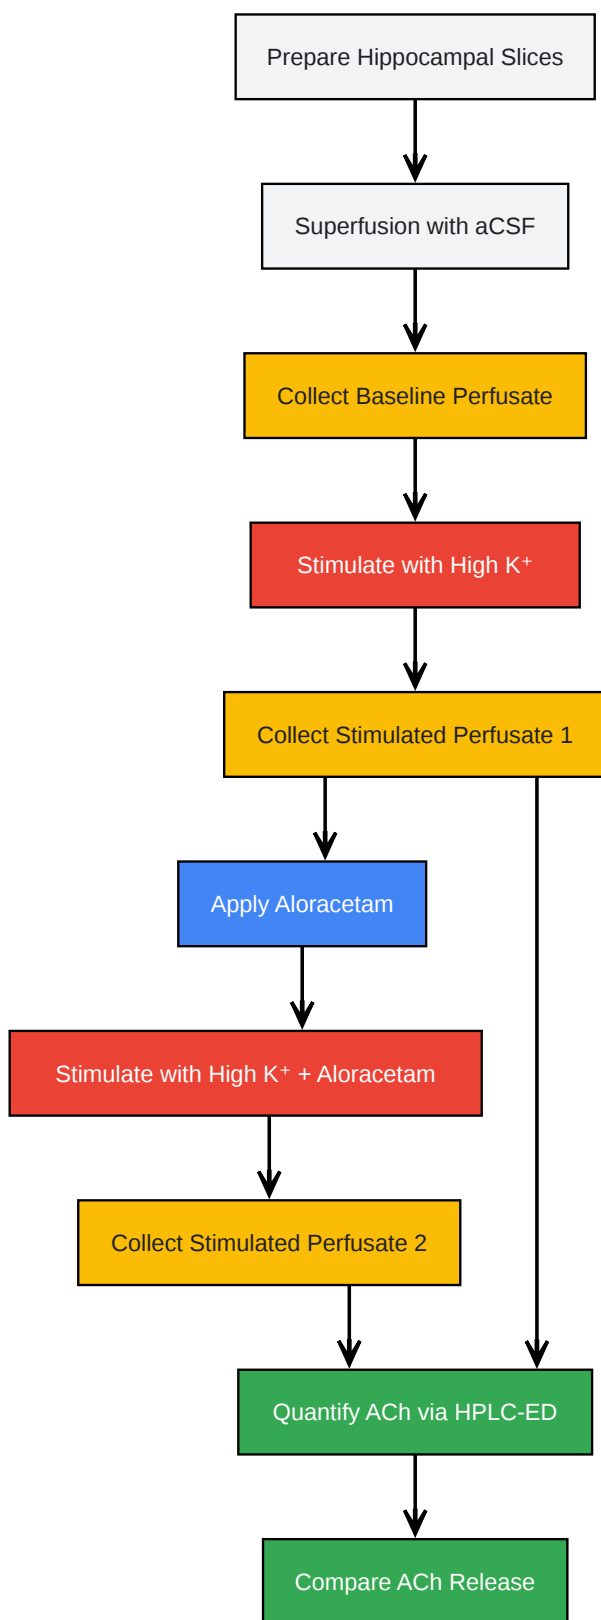 Prepare Hippocampal Slices
Superfusion with aCSF
Collect Baseline Perfusate
Stimulate with High K⁺
Collect Stimulated Perfusate 1
Apply Aloracetam
Stimulate with High K⁺ + Aloracetam
Collect Stimulated Perfusate 2
Quantify ACh via HPLC-ED
Compare ACh Release